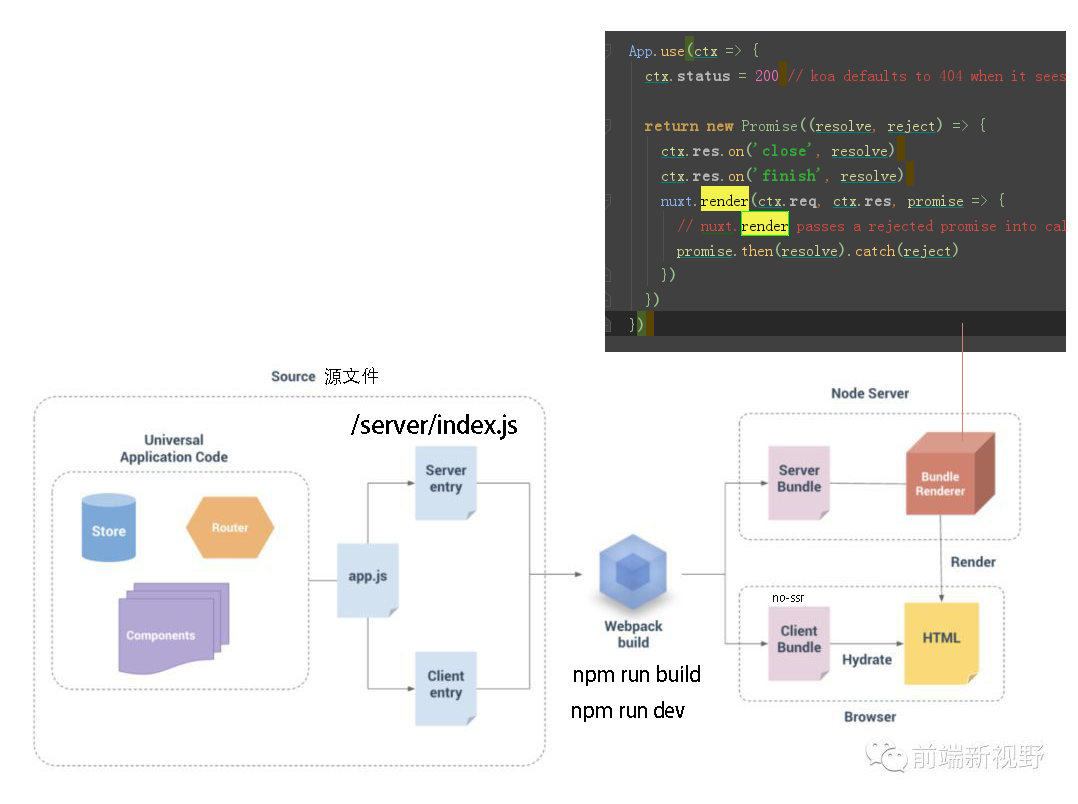 App.use(ctx => {
ctx.status = 200 // koa defaults to 404 when it sees
return new Promise((resolve, reject) => {
ctx.res.on('close', resolve)
ctx.res.on('finish', resolve)
nuxt.render(ctx.req, ctx.res, promise => {
// nuxt.render passes a rejected promise into cal
promise.then(resolve).catch(reject)
})
})
})
Source 源文件
/server/index.js
Universal
Application Code
Store
Router
Components
app.js
Server
entry
Client
entry
Webpack
build
npm run build
npm run dev
Node Server
Server
Bundle
Bundle
Renderer
Render
no-ssr
Client
Bundle
Hydrate
HTML
Browser
前端新视野